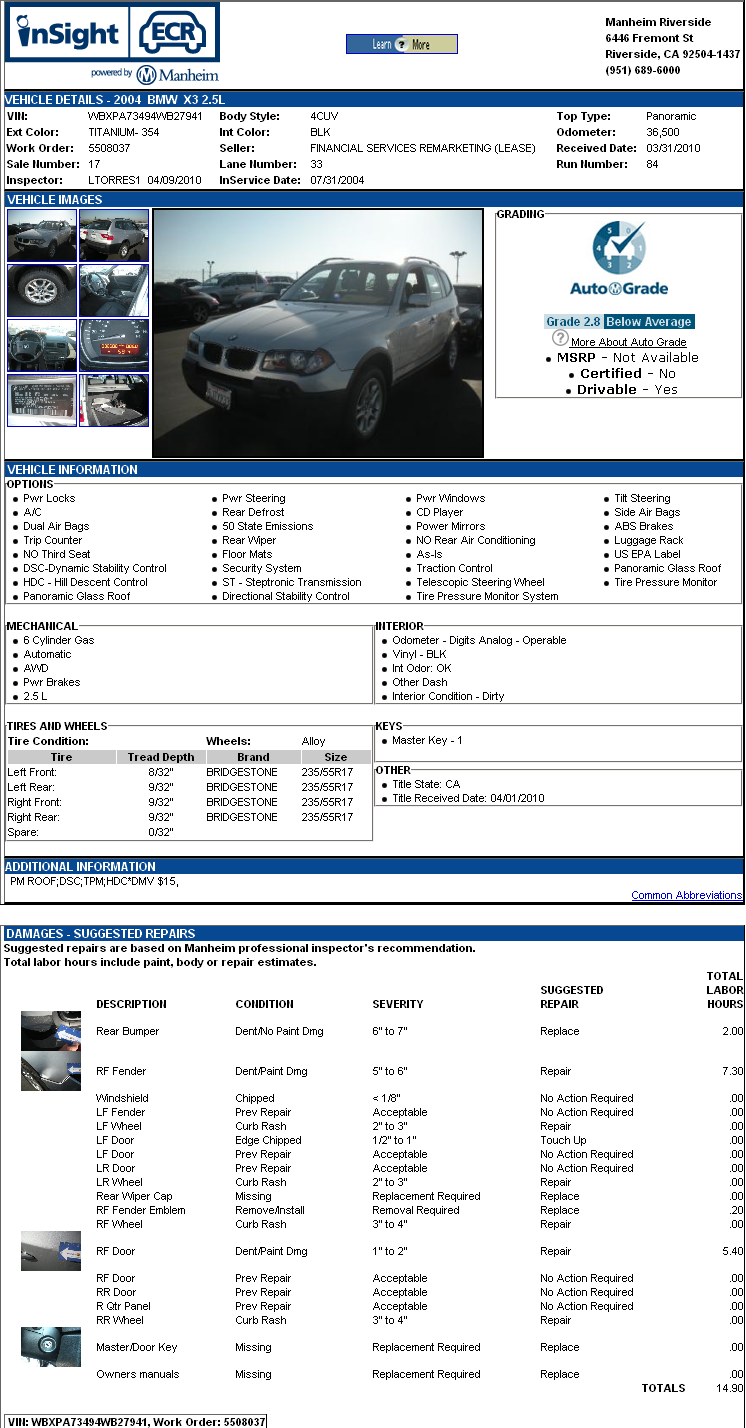 inSight ECR
powered by Manheim
Learn ? More
Manheim Riverside
6446 Fremont St
Riverside, CA 92504-1437
(951) 689-6000
VEHICLE DETAILS - 2004 BMW X3 2.5L
VIN: WBXPA73494WB27941 Body Style: 4CUV Top Type: Panoramic
Ext Color: TITANIUM- 354 Int Color: BLK Odometer: 36,500
Work Order: 5508037 Seller: FINANCIAL SERVICES REMARKETING (LEASE) Received Date: 03/31/2010
Sale Number: 17 Lane Number: 33 Run Number: 84
Inspector: LTORRES1 04/09/2010 InService Date: 07/31/2004
VEHICLE IMAGES
GRADING
5 0 4 1 3 2
AutoGrade
Grade 2.8 Below Average
? More About Auto Grade
MSRP - Not Available
Certified - No
Drivable - Yes
VEHICLE INFORMATION
OPTIONS
Pwr Locks Pwr Steering Pwr Windows Tilt Steering
A/C Rear Defrost CD Player Side Air Bags
Dual Air Bags 50 State Emissions Power Mirrors ABS Brakes
Trip Counter Rear Wiper NO Rear Air Conditioning Luggage Rack
NO Third Seat Floor Mats As-Is US EPA Label
DSC-Dynamic Stability Control Security System Traction Control Panoramic Glass Roof
HDC - Hill Descent Control ST - Steptronic Transmission Telescopic Steering Wheel Tire Pressure Monitor
Panoramic Glass Roof Directional Stability Control Tire Pressure Monitor System
MECHANICAL
6 Cylinder Gas
Automatic
AWD
Pwr Brakes
2.5 L
INTERIOR
Odometer - Digits Analog - Operable
Vinyl - BLK
Int Odor: OK
Other Dash
Interior Condition - Dirty
TIRES AND WHEELS
Tire Condition: Wheels: Alloy
Tire Tread Depth Brand Size
Left Front: 8/32" BRIDGESTONE 235/55R17
Left Rear: 9/32" BRIDGESTONE 235/55R17
Right Front: 9/32" BRIDGESTONE 235/55R17
Right Rear: 9/32" BRIDGESTONE 235/55R17
Spare: 0/32"
KEYS
Master Key - 1
OTHER
Title State: CA
Title Received Date: 04/01/2010
ADDITIONAL INFORMATION
PM ROOF;DSC;TPM;HDC*DMV $15,
Common Abbreviations
DAMAGES - SUGGESTED REPAIRS
Suggested repairs are based on Manheim professional inspector's recommendation.
Total labor hours include paint, body or repair estimates.
DESCRIPTION CONDITION SEVERITY SUGGESTED REPAIR TOTAL LABOR HOURS
Rear Bumper Dent/No Paint Dmg 6" to 7" Replace 2.00
RF Fender Dent/Paint Dmg 5" to 6" Repair 7.30
Windshield Chipped < 1/8" No Action Required .00
LF Fender Prev Repair Acceptable No Action Required .00
LF Wheel Curb Rash 2" to 3" Repair .00
LF Door Edge Chipped 1/2" to 1" Touch Up .00
LF Door Prev Repair Acceptable No Action Required .00
LR Door Prev Repair Acceptable No Action Required .00
LR Wheel Curb Rash 2" to 3" Repair .00
Rear Wiper Cap Missing Replacement Required Replace .00
RF Fender Emblem Remove/Install Removal Required Replace .20
RF Wheel Curb Rash 3" to 4" Repair .00
RF Door Dent/Paint Dmg 1" to 2" Repair 5.40
RF Door Prev Repair Acceptable No Action Required .00
RR Door Prev Repair Acceptable No Action Required .00
R Qtr Panel Prev Repair Acceptable No Action Required .00
RR Wheel Curb Rash 3" to 4" Repair .00
Master/Door Key Missing Replacement Required Replace .00
Owners manuals Missing Replacement Required Replace .00
TOTALS 14.90
VIN: WBXPA73494WB27941, Work Order: 5508037